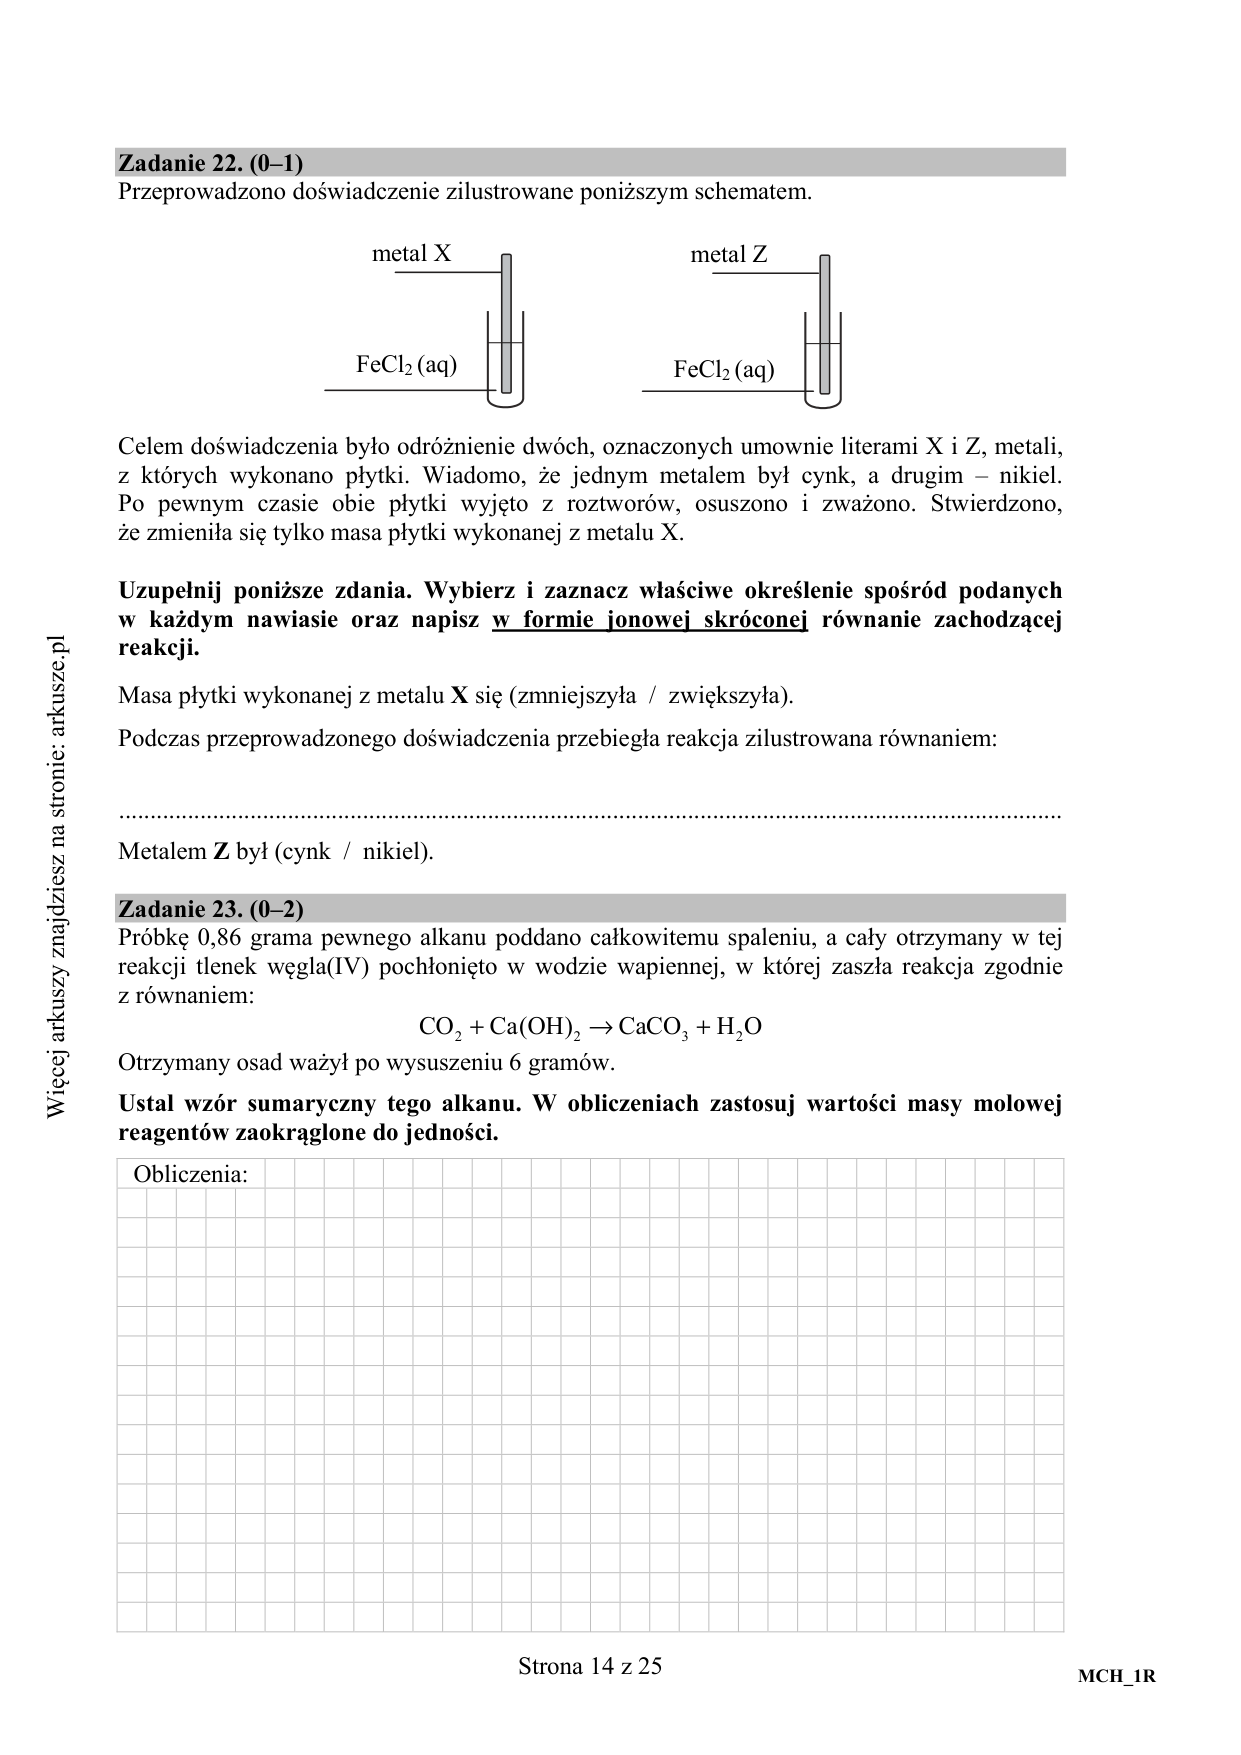 Zadanie 22. (0–1)
Przeprowadzono doświadczenie zilustrowane poniższym schematem.
metal X
metal Z
FeCl₂ (aq)
FeCl₂ (aq)
Celem doświadczenia było odróżnienie dwóch, oznaczonych umownie literami X i Z, metali,
z których wykonano płytki. Wiadomo, że jednym metalem był cynk, a drugim – nikiel.
Po pewnym czasie obie płytki wyjęto z roztworów, osuszono i zważono. Stwierdzono,
że zmieniła się tylko masa płytki wykonanej z metalu X.
Uzupełnij poniższe zdania. Wybierz i zaznacz właściwe określenie spośród podanych
w każdym nawiasie oraz napisz w formie jonowej skróconej równanie zachodzącej
reakcji.
Masa płytki wykonanej z metalu X się (zmniejszyła / zwiększyła).
Podczas przeprowadzonego doświadczenia przebiegła reakcja zilustrowana równaniem:
......................................................................................................................................................
Metalem Z był (cynk / nikiel).
Zadanie 23. (0–2)
Próbkę 0,86 grama pewnego alkanu poddano całkowitemu spaleniu, a cały otrzymany w tej
reakcji tlenek węgla(IV) pochłonięto w wodzie wapiennej, w której zaszła reakcja zgodnie
z równaniem:
CO₂ + Ca(OH)₂ → CaCO₃ + H₂O
Otrzymany osad ważył po wysuszeniu 6 gramów.
Ustal wzór sumaryczny tego alkanu. W obliczeniach zastosuj wartości masy molowej
reagentów zaokrąglone do jedności.
Obliczenia:
Strona 14 z 25
MCH_1R
Więcej arkuszy znajdziesz na stronie: arkusze.pl